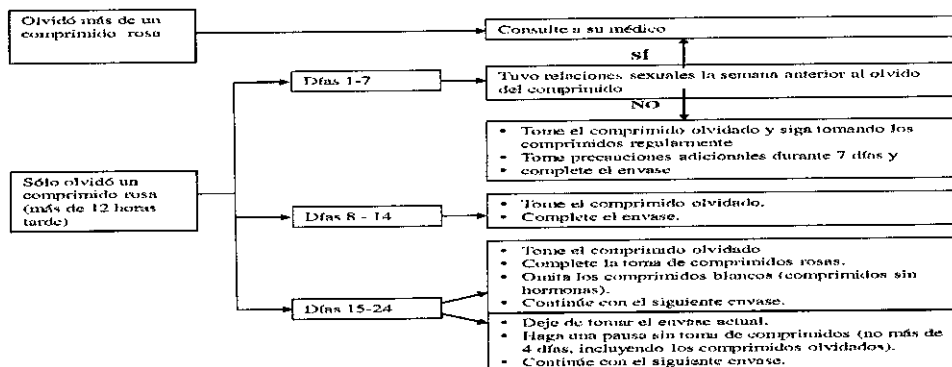 Olvidó más de un
comprimido rosa
Consulte a su médico
SÍ
Días 1-7
Tuvo relaciones sexuales la semana anterior al olvido
del comprimido
NO
• Tome el comprimido olvidado y siga tomando los
comprimidos regularmente
• Tome precauciones adicionales durante 7 días y
• complete el envase
Sólo olvidó un
comprimido rosa
(más de 12 horas
tarde)
Días 8 - 14
• Tome el comprimido olvidado.
• Complete el envase.
Días 15-24
• Tome el comprimido olvidado
• Complete la toma de comprimidos rosas.
• Omita los comprimidos blancos (comprimidos sin
hormonas).
• Continúe con el siguiente envase.
• Deje de tomar el envase actual.
• Haga una pausa sin toma de comprimidos (no más de
4 días, incluyendo los comprimidos olvidados).
• Continúe con el siguiente envase.